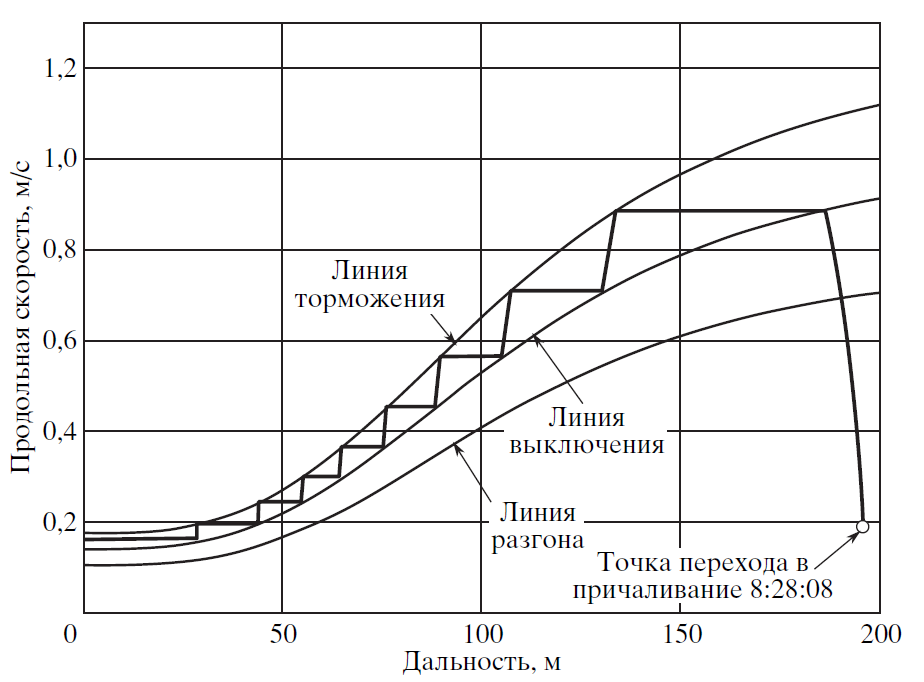 1,2
1,0
0,8
0,6
0,4
0,2
Продольная скорость, м/с
Линия
торможения
Линия
выключения
Линия
разгона
Точка перехода в
причаливание 8:28:08
0
50
100
150
200
Дальность, м